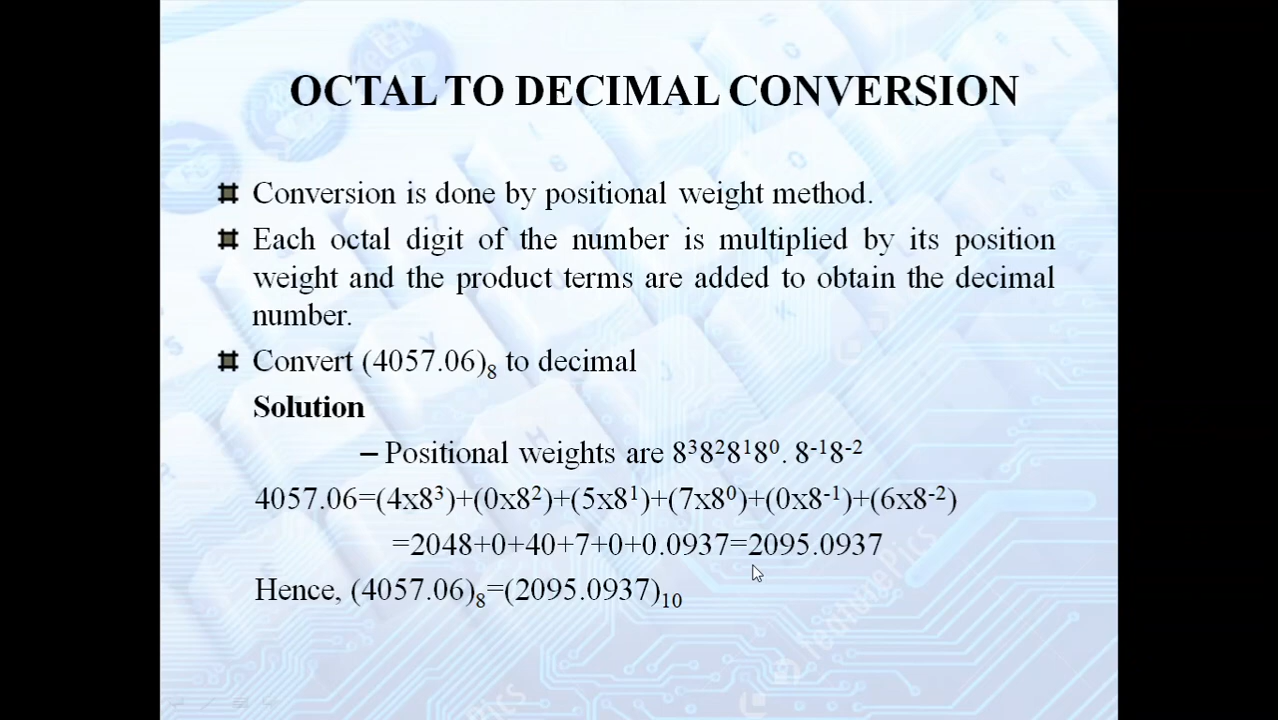 OCTAL TO DECIMAL CONVERSION
Conversion is done by positional weight method.
Each octal digit of the number is multiplied by its position
weight and the product terms are added to obtain the decimal
number.
Convert (4057.06)₈ to decimal
Solution
– Positional weights are 8³8²8¹8⁰. 8⁻¹8⁻²
4057.06=(4x8³)+(0x8²)+(5x8¹)+(7x8⁰)+(0x8⁻¹)+(6x8⁻²)
=2048+0+40+7+0+0.0937=2095.0937
Hence, (4057.06)₈=(2095.0937)₁₀